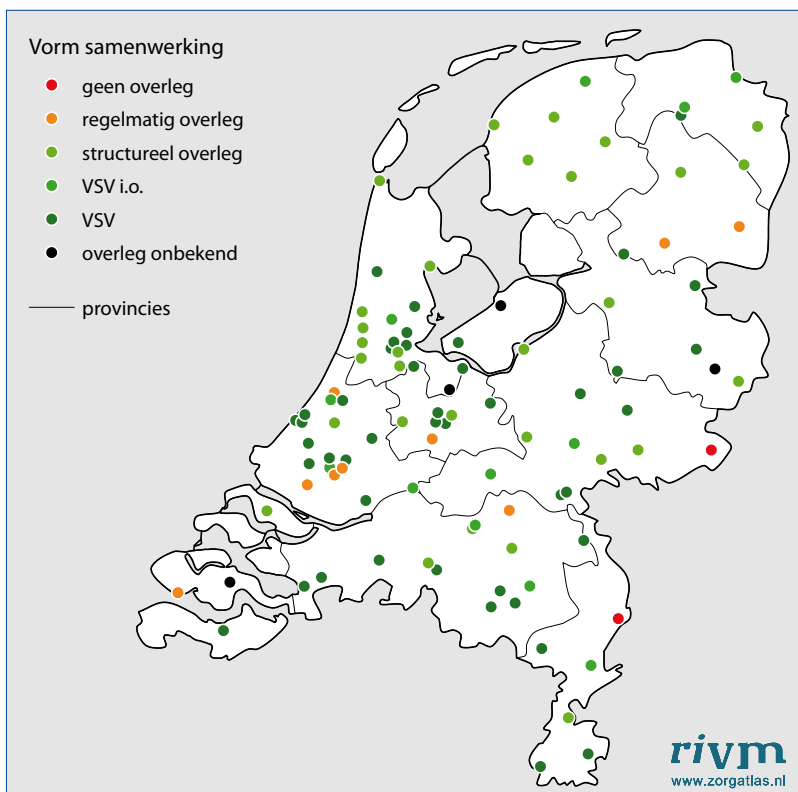 Vorm samenwerking
geen overleg
regelmatig overleg
structureel overleg
VSV i.o.
VSV
overleg onbekend
provincies
rivm
www.zorgatlas.nl